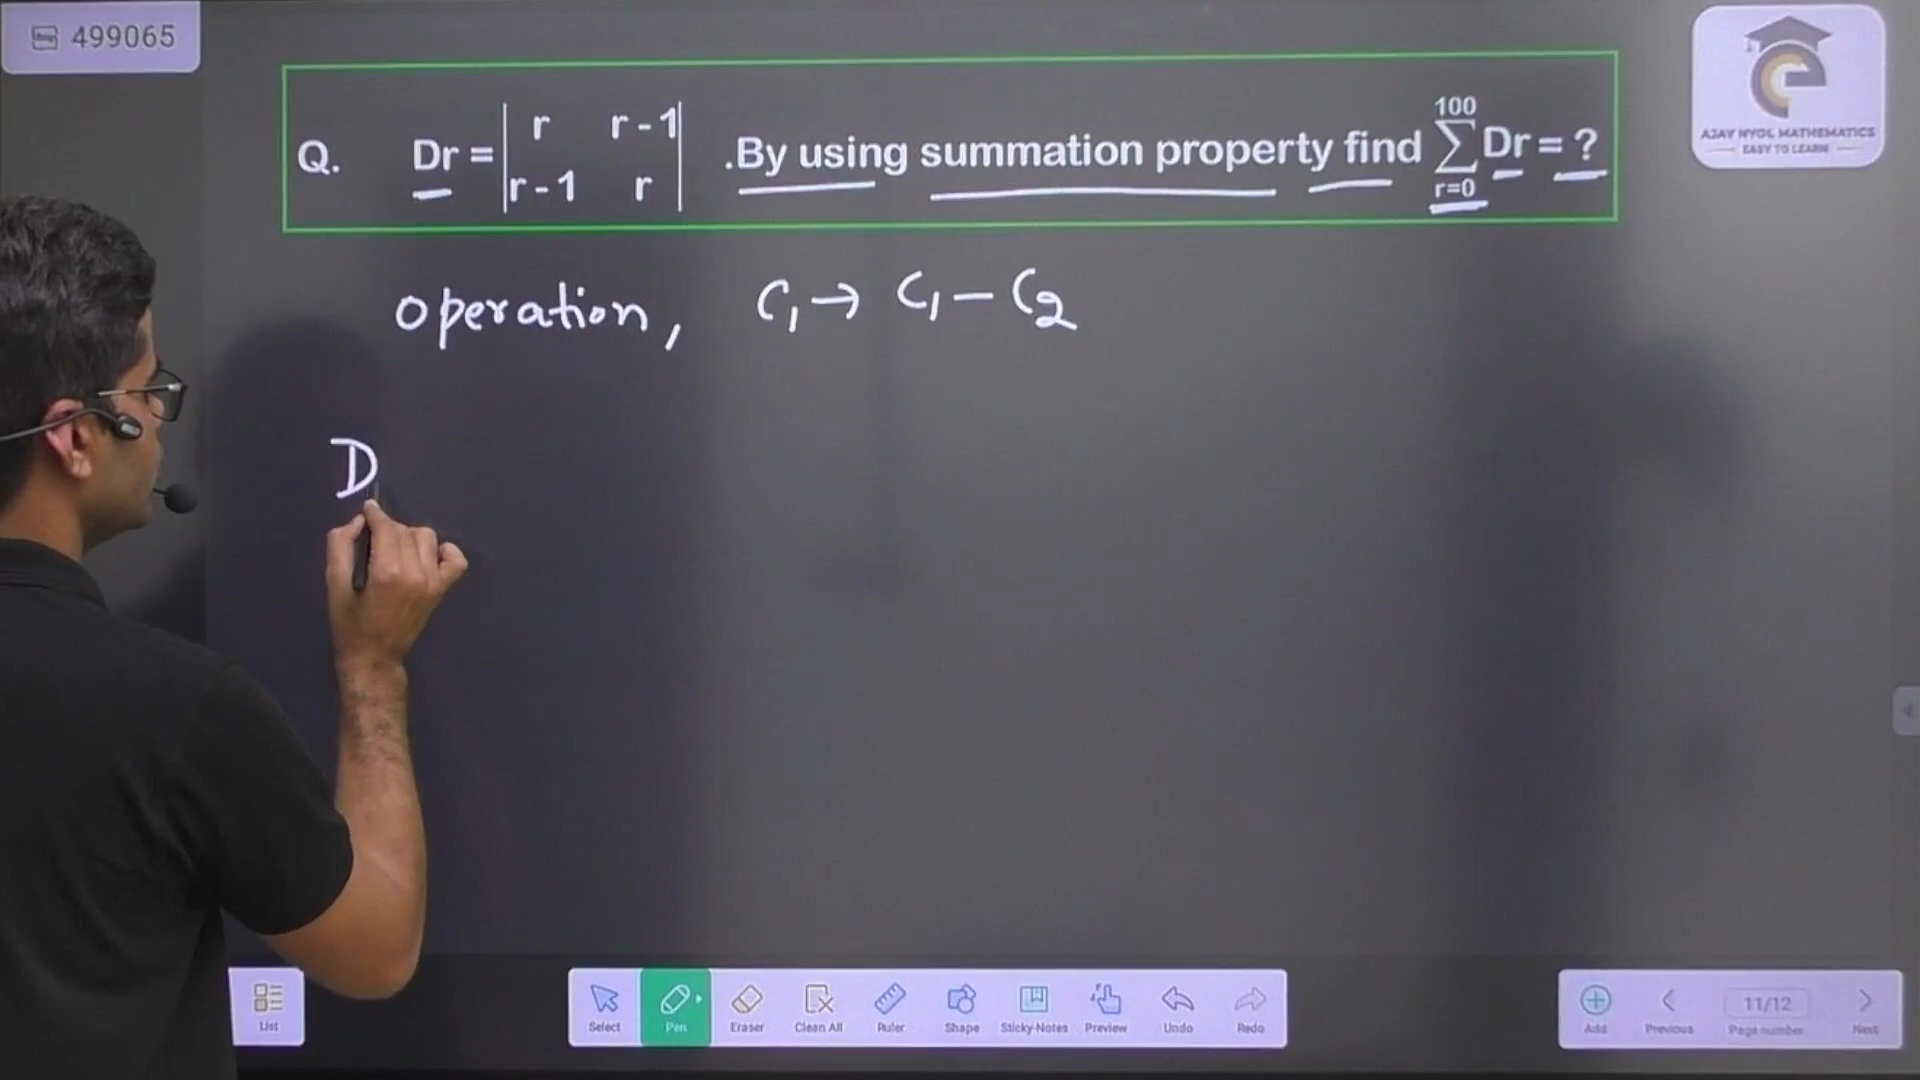 499065
AJAY NYOL MATHEMATICS
EASY TO LEARN
Q. Dr = | r r - 1 | .By using summation property find 100 ∑ r=0 Dr = ?
| r - 1 r |
operation, C₁ → C₁ - C₂
D
List
Select Pen Eraser Clean All Ruler Shape Sticky-Notes Preview Undo Redo
Add Previous 11/12 Page number Next